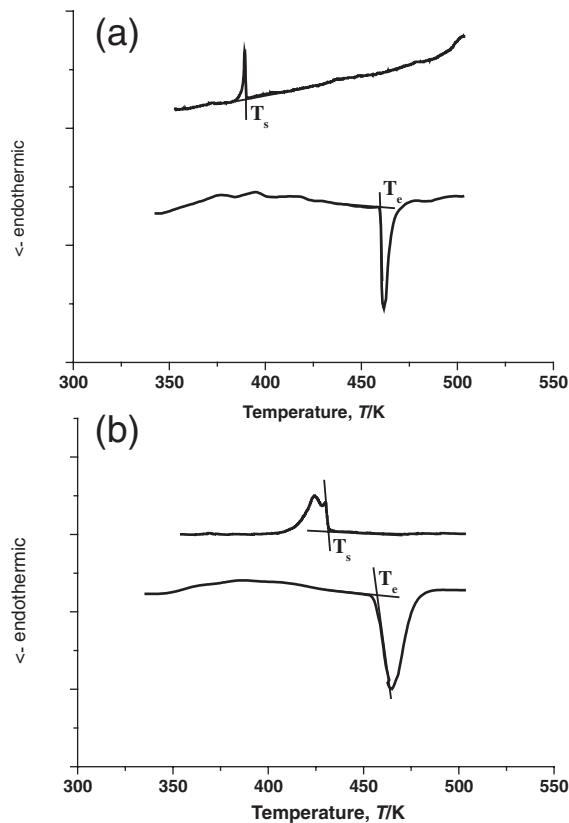 (a)
T_s
T_e
<- endothermic
300 350 400 450 500 550
Temperature, T/K
(b)
T_s
T_e
<- endothermic
300 350 400 450 500 550
Temperature, T/K